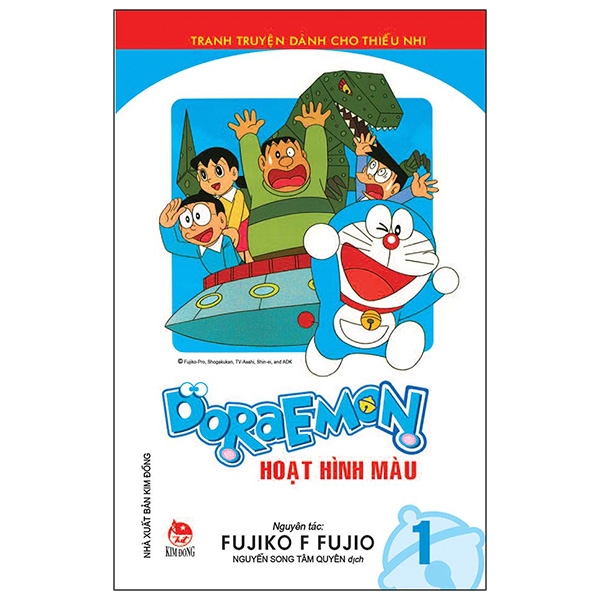 TRANH TRUYỆN DÀNH CHO THIẾU NHI
© Fujiko-Pro, Shogakukan, TV-Asahi, Shin-ei, and ADK
DORAEMON
HOẠT HÌNH MÀU
Nguyên tác:
FUJIKO F FUJIO
NGUYỄN SONG TÂM QUYÊN dịch
1
NHÀ XUẤT BẢN KIM ĐỒNG
KIM ĐỒNG